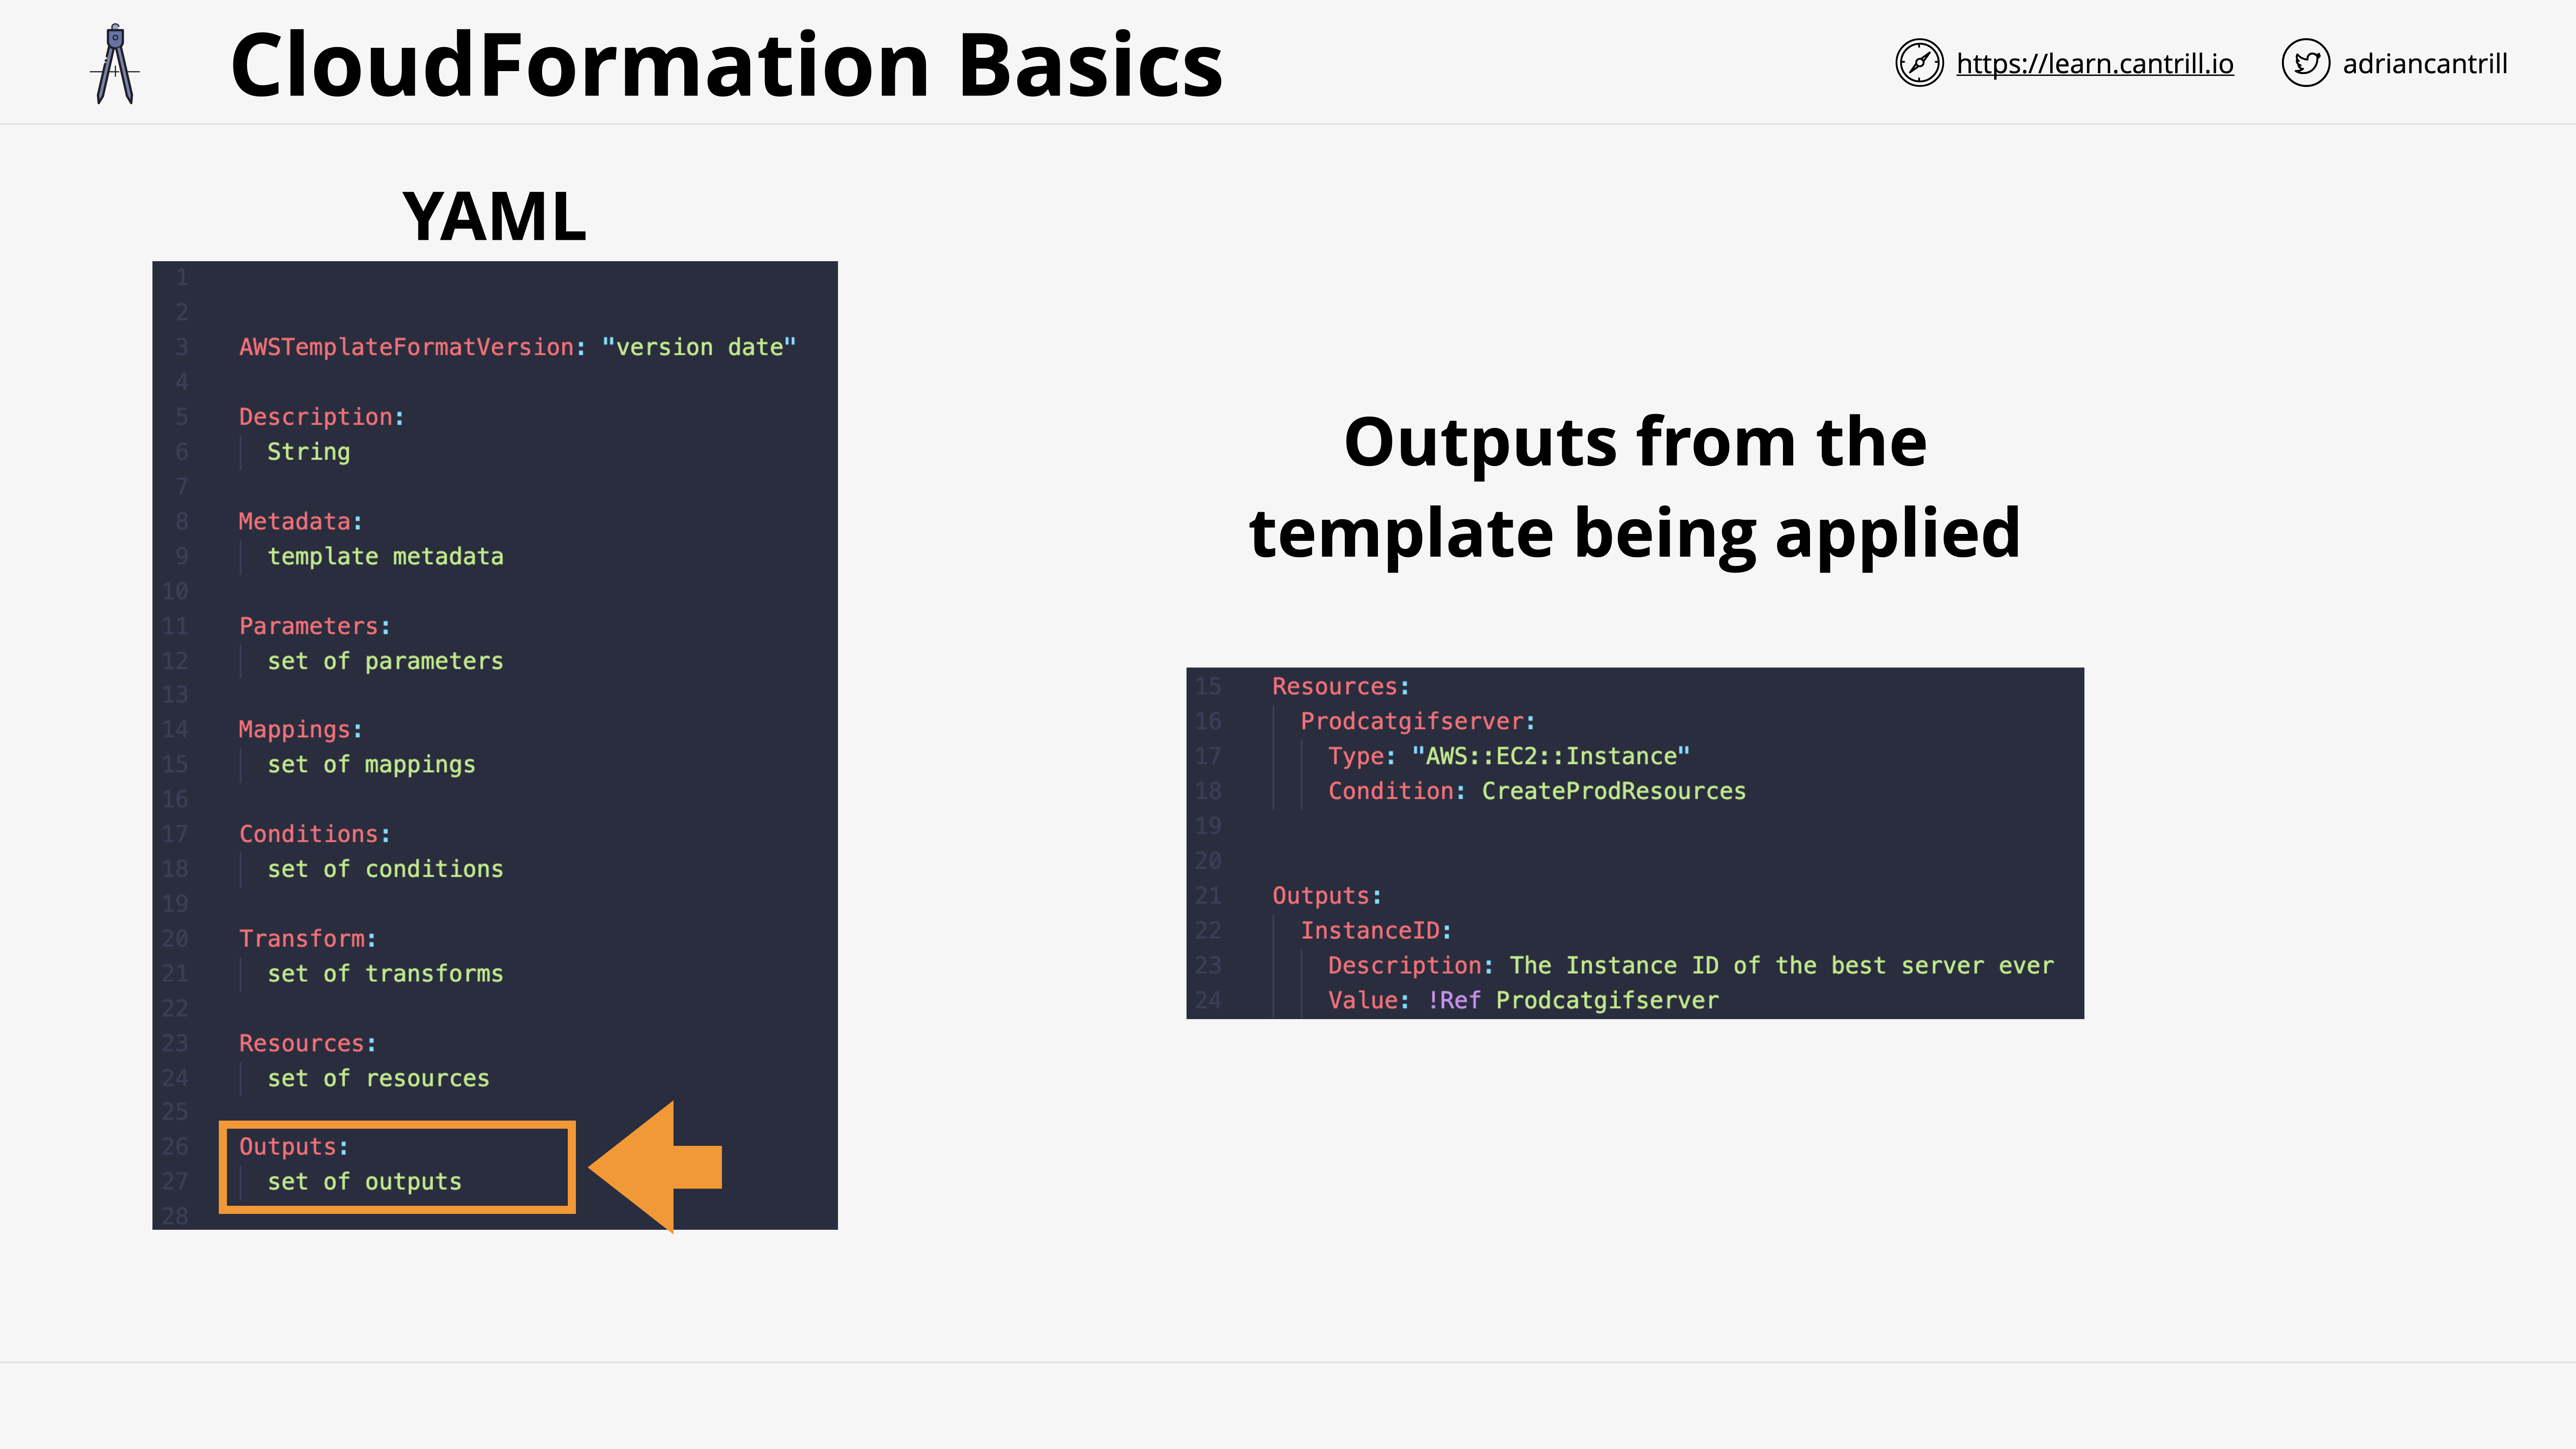 CloudFormation Basics
https://learn.cantrill.io
adriancantrill
YAML
1
2
3 AWSTemplateFormatVersion: "version date"
4
5 Description:
6 String
7
8 Metadata:
9 template metadata
10
11 Parameters:
12 set of parameters
13
14 Mappings:
15 set of mappings
16
17 Conditions:
18 set of conditions
19
20 Transform:
21 set of transforms
22
23 Resources:
24 set of resources
25
26 Outputs:
27 set of outputs
28
Outputs from the
template being applied
15 Resources:
16 Prodcatgifserver:
17 Type: "AWS::EC2::Instance"
18 Condition: CreateProdResources
19
20
21 Outputs:
22 InstanceID:
23 Description: The Instance ID of the best server ever
24 Value: !Ref Prodcatgifserver